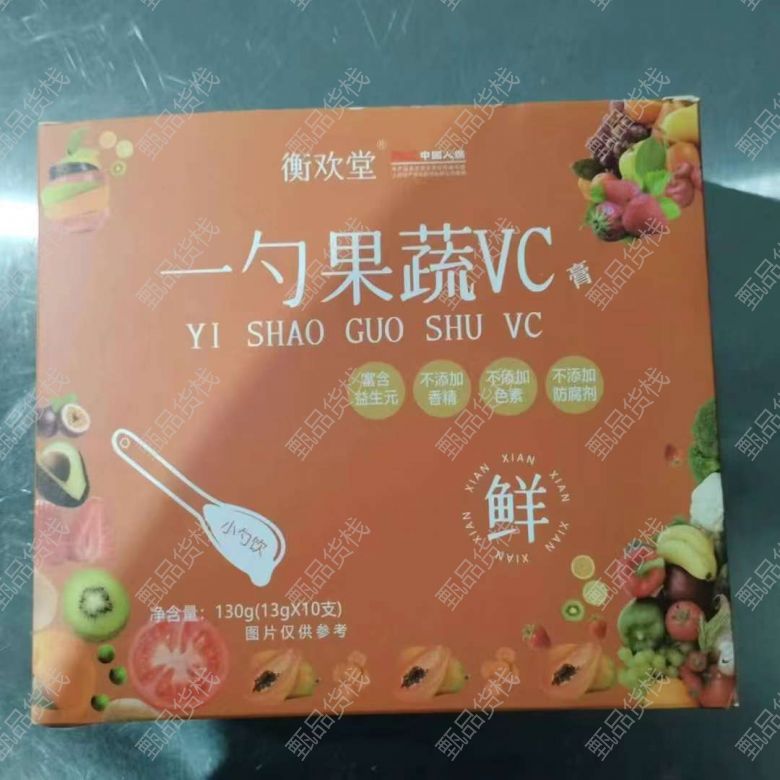 衡欢堂®
中国人保
一勺果蔬VC膏
YI SHAO GUO SHU VC
富含益生元
不添加香精
不添加色素
不添加防腐剂
XIAN XIAN XIAN XIAN XIAN XIAN
鲜
小勺饮
净含量：130g(13gX10支)
图片仅供参考
甄品货栈